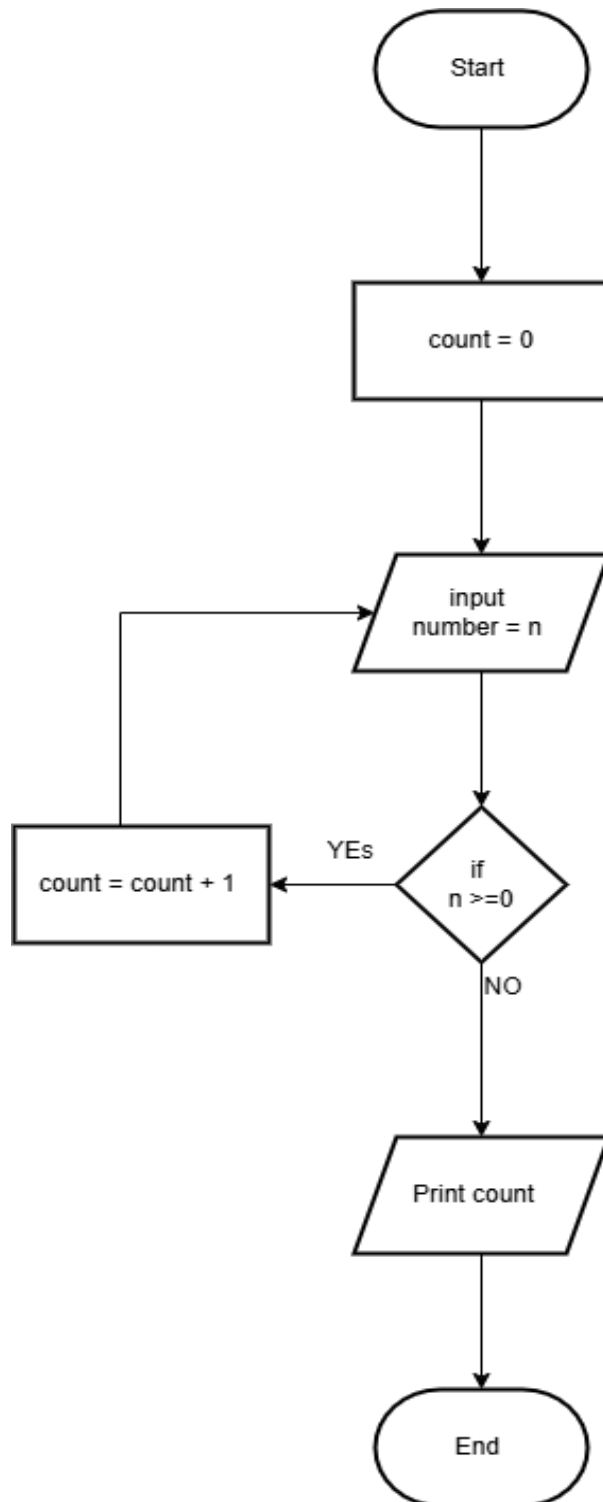 Start
count = 0
input
number = n
YEs
if
n >=0
count = count + 1
NO
Print count
End